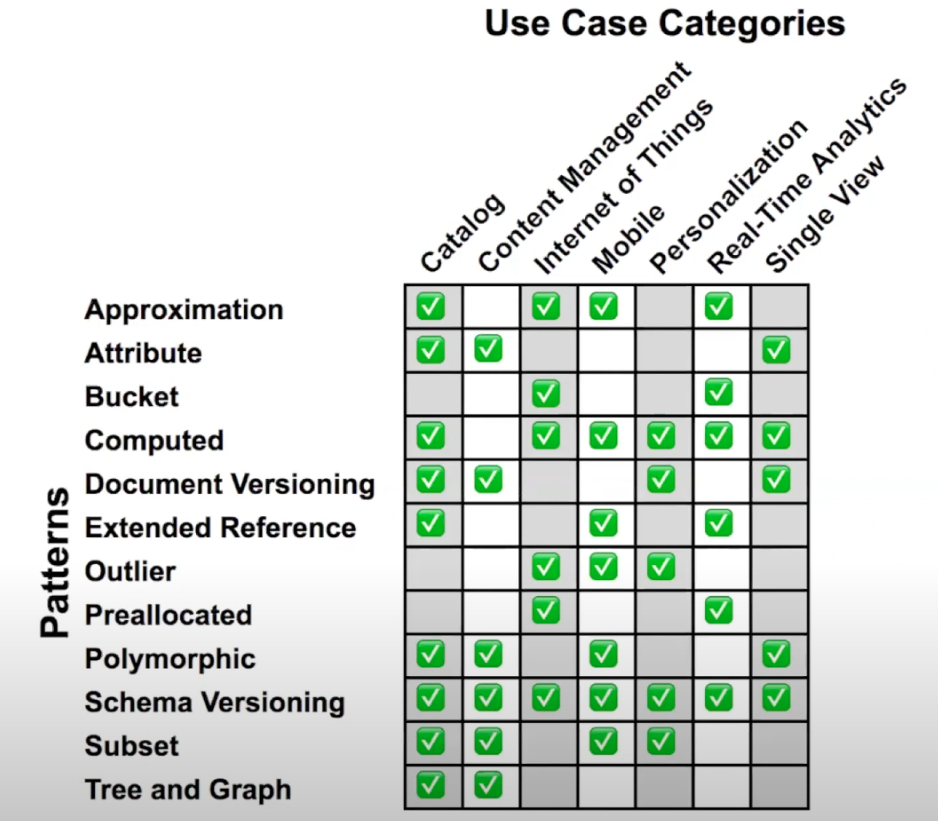 Use Case Categories
Catalog
Content Management
Internet of Things
Mobile
Personalization
Real-Time Analytics
Single View
Patterns
Approximation
Attribute
Bucket
Computed
Document Versioning
Extended Reference
Outlier
Preallocated
Polymorphic
Schema Versioning
Subset
Tree and Graph